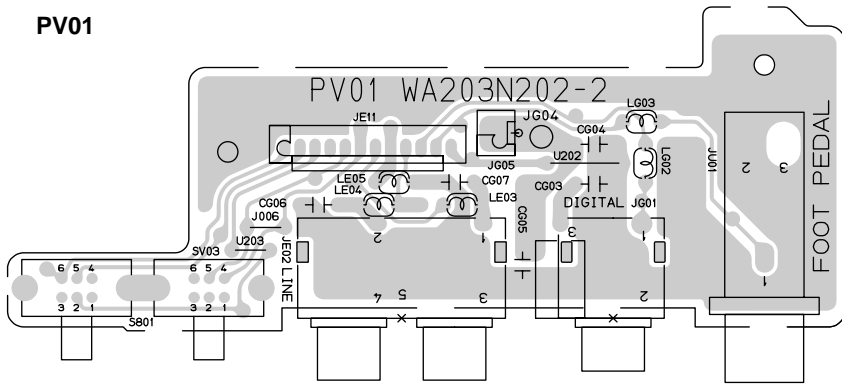 PV01
PV01 WA203N202-2
JE11
JG04
LG03
CG04
JG05
U202
LG02
JU01
2
3
FOOT PEDAL
LE05
LE04
CG07
CG03
CG06
LE03
DIGITAL
JG01
J006
CG05
U203
SV03
JE02
LINE
2
1
3
1
1
6 5 4
6 5 4
3 2 1
3 2 1
4
5
3
2
S801